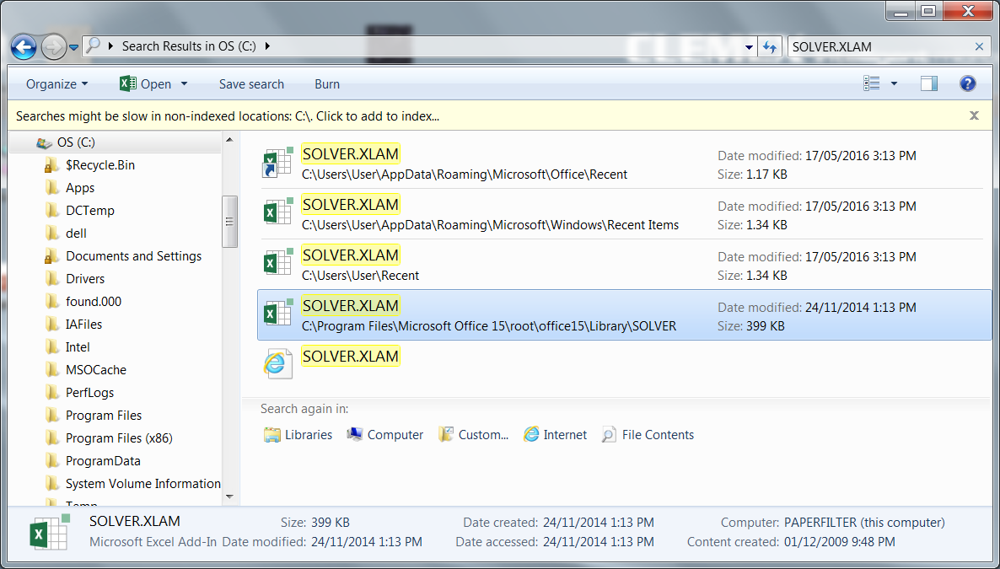 Search Results in OS (C:)
SOLVER.XLAM
Organize
Open
Save search
Burn
Searches might be slow in non-indexed locations: C:\. Click to add to index...
OS (C:)
$Recycle.Bin
Apps
DCTemp
dell
Documents and Settings
Drivers
found.000
IAFiles
Intel
MSOCache
PerfLogs
Program Files
Program Files (x86)
ProgramData
System Volume Information
Temp
SOLVER.XLAM
C:\Users\User\AppData\Roaming\Microsoft\Office\Recent
Date modified: 17/05/2016 3:13 PM
Size: 1.17 KB
SOLVER.XLAM
C:\Users\User\AppData\Roaming\Microsoft\Windows\Recent Items
Date modified: 17/05/2016 3:13 PM
Size: 1.34 KB
SOLVER.XLAM
C:\Users\User\Recent
Date modified: 17/05/2016 3:13 PM
Size: 1.34 KB
SOLVER.XLAM
C:\Program Files\Microsoft Office 15\root\office15\Library\SOLVER
Date modified: 24/11/2014 1:13 PM
Size: 399 KB
SOLVER.XLAM
Search again in:
Libraries
Computer
Custom...
Internet
File Contents
SOLVER.XLAM
Microsoft Excel Add-In
Size: 399 KB
Date modified: 24/11/2014 1:13 PM
Date created: 24/11/2014 1:13 PM
Date accessed: 24/11/2014 1:13 PM
Computer: PAPERFILTER (this computer)
Content created: 01/12/2009 9:48 PM